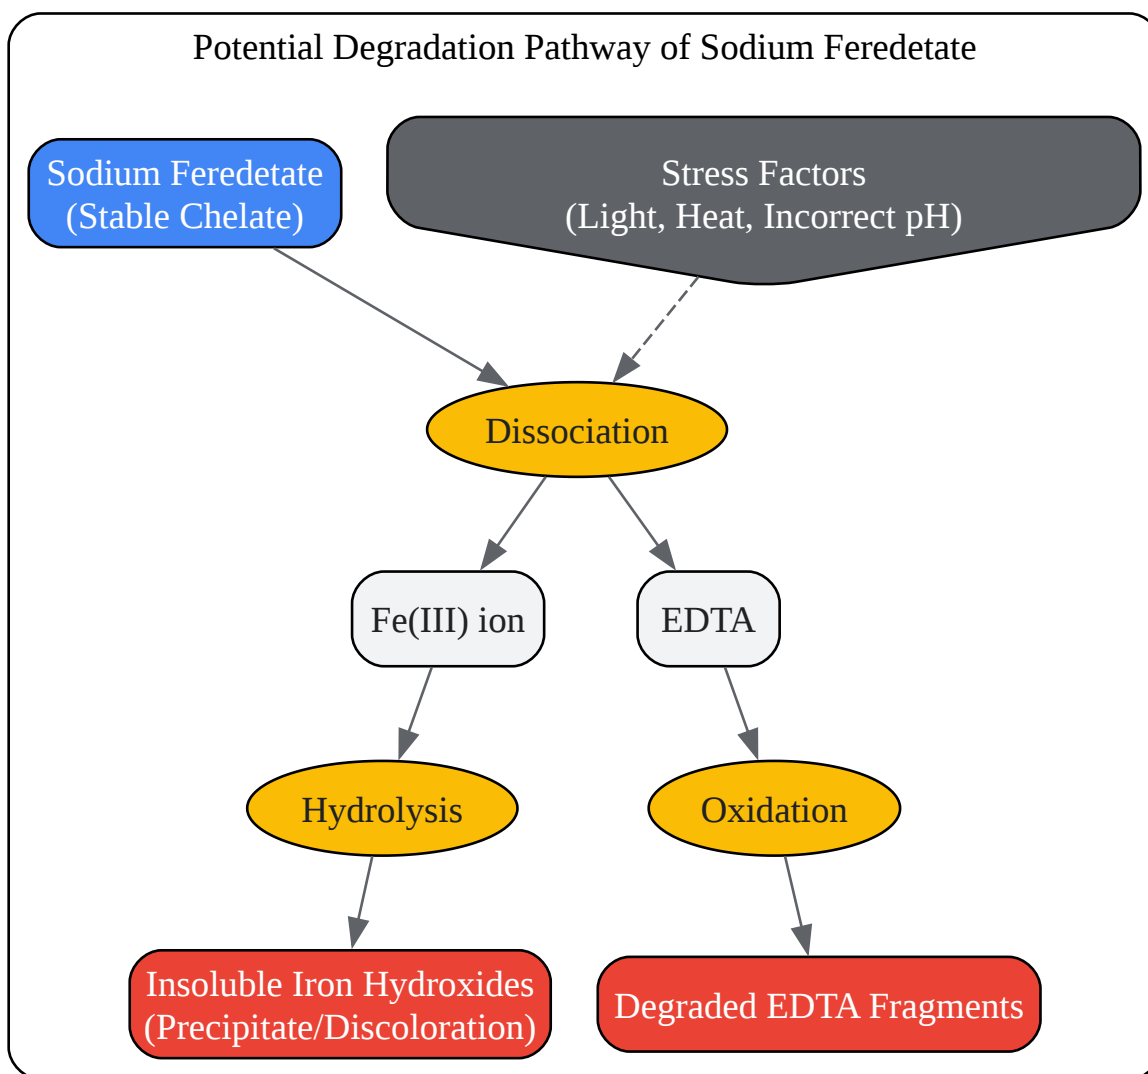 Potential Degradation Pathway of Sodium Feredetate
Sodium Feredetate
(Stable Chelate)
Stress Factors
(Light, Heat, Incorrect pH)
Dissociation
Fe(III) ion
EDTA
Hydrolysis
Oxidation
Insoluble Iron Hydroxides
(Precipitate/Discoloration)
Degraded EDTA Fragments